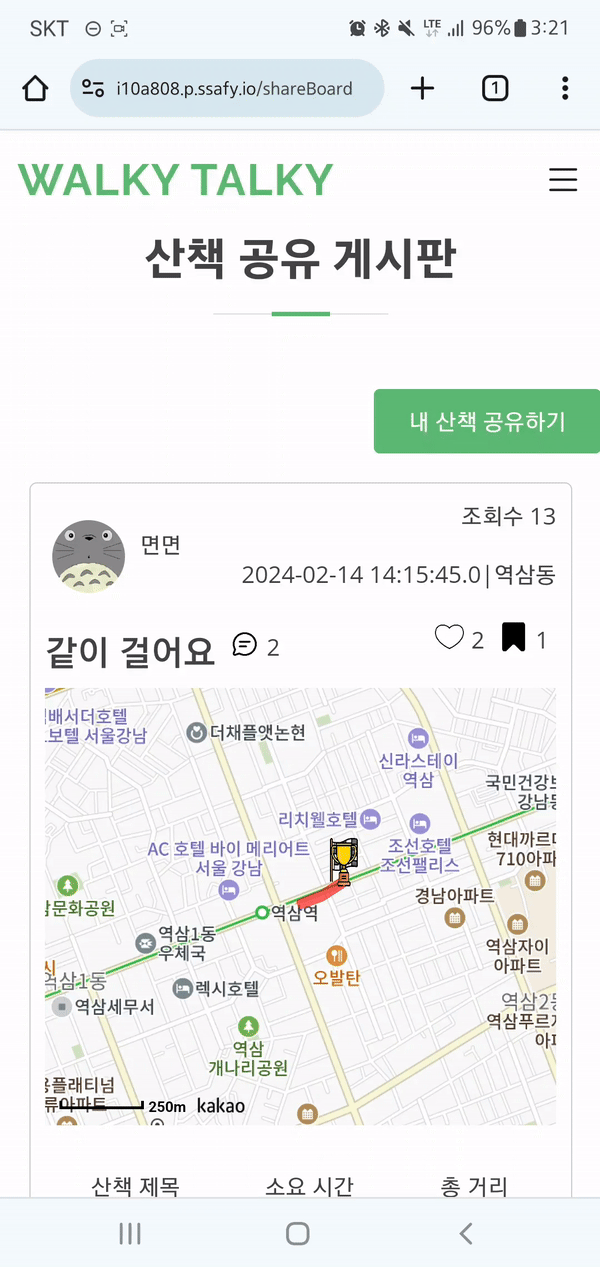 SKT LTE 96% 3:21
i10a808.p.ssafy.io/shareBoard 1
WALKY TALKY
산책 공유 게시판
내 산책 공유하기
조회수 13
면면
2024-02-14 14:15:45.0|역삼동
같이 걸어요 2 2 1
배서더호텔
보텔 서울강남
더채플앳논현
신라스테이
역삼
국민건강보
강남동
리치웰호텔
AC 호텔 바이 메리어트
서울 강남
조선호텔
조선팰리스
현대까르띠
710아파
삼문화공원
경남아파트
역삼역
역삼1동
우체국
역삼자이
아파트
오발탄
시
역삼1동
렉시호텔
역삼2동
역삼세무서
역삼푸르지
아파
역삼
개나리공원
용플래티넘
류아파트
250m kakao
산책 제목 소요 시간 총 거리